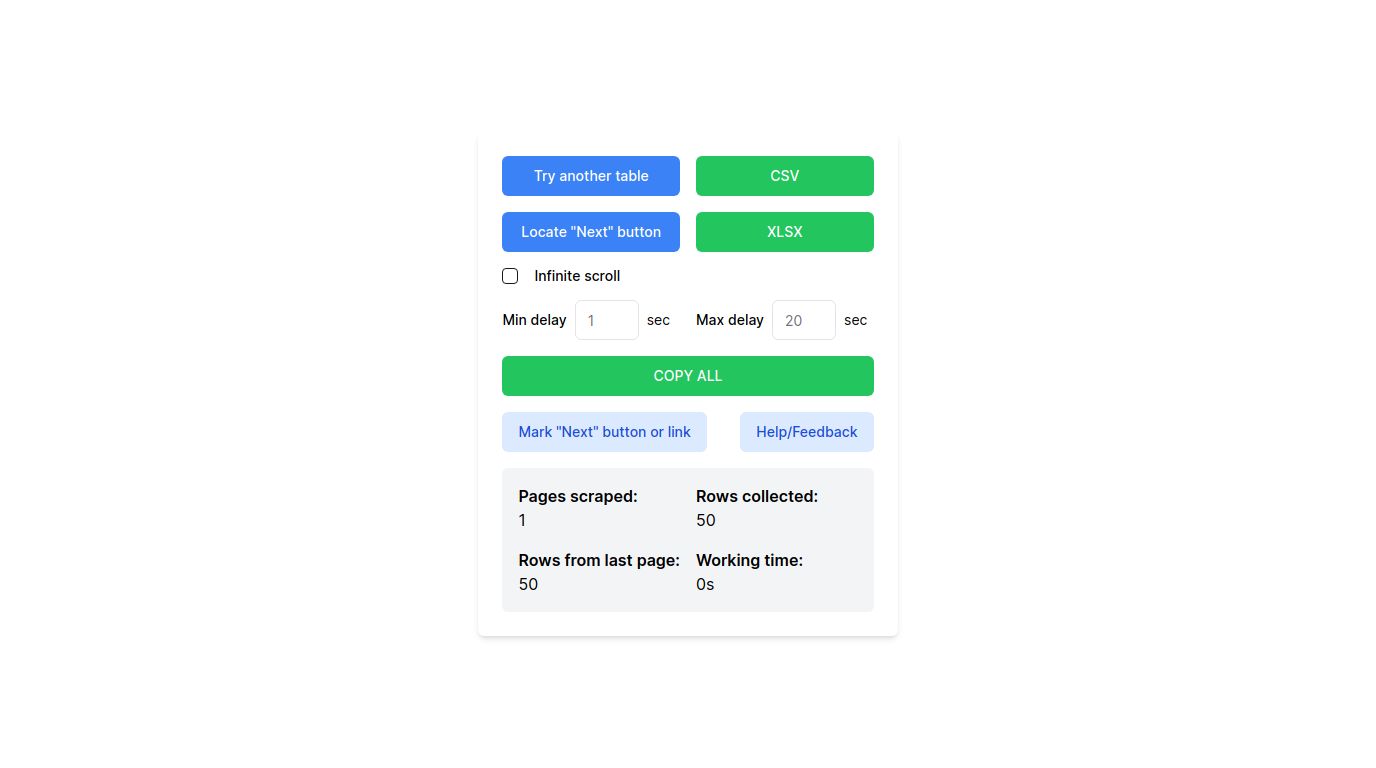 Try another table
CSV
Locate "Next" button
XLSX
Infinite scroll
Min delay 1 sec
Max delay 20 sec
COPY ALL
Mark "Next" button or link
Help/Feedback
Pages scraped:
1
Rows collected:
50
Rows from last page:
50
Working time:
0s